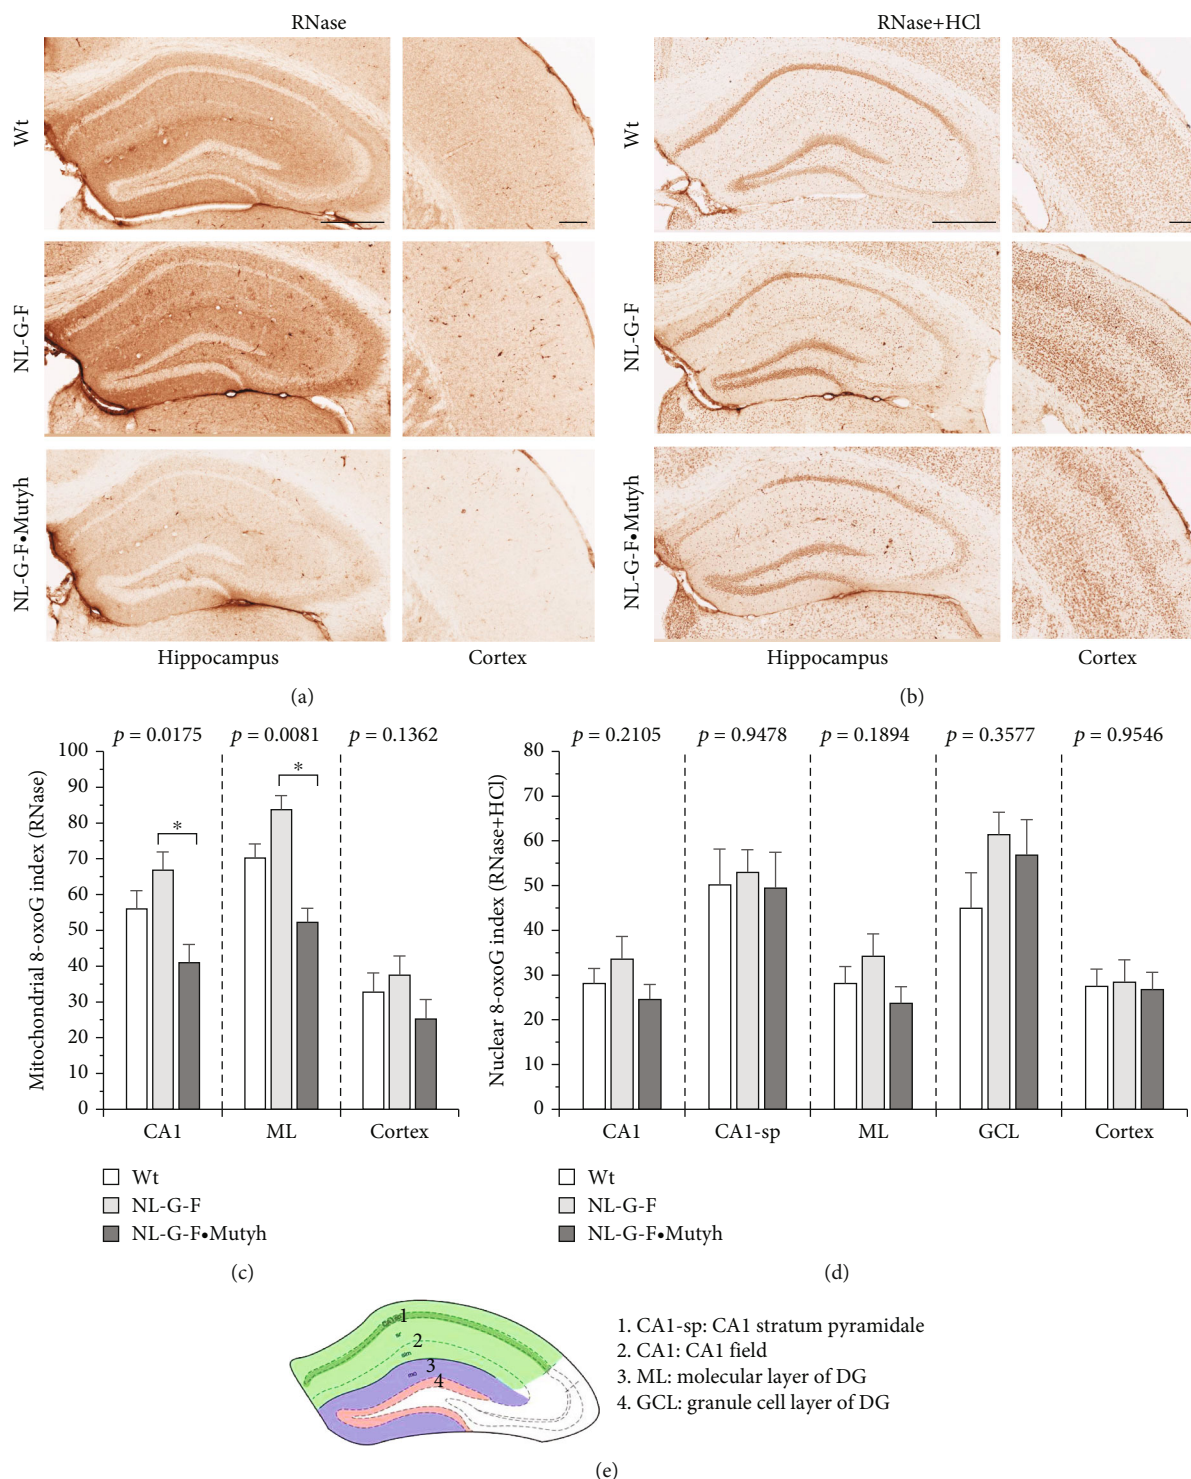 RNase
RNase+HCl
Wt
NL-G-F
NL-G-F•Mutyh
Hippocampus
Cortex
(a)
Wt
NL-G-F
NL-G-F•Mutyh
Hippocampus
Cortex
(b)
Mitochondrial 8-oxoG index (RNase)
p = 0.0175
p = 0.0081
p = 0.1362
100
90
80
70
60
50
40
30
20
10
0
*
*
CA1
ML
Cortex
Wt
NL-G-F
NL-G-F•Mutyh
(c)
Nuclear 8-oxoG index (RNase+HCl)
p = 0.2105
p = 0.9478
p = 0.1894
p = 0.3577
p = 0.9546
80
70
60
50
40
30
20
10
0
CA1
CA1-sp
ML
GCL
Cortex
Wt
NL-G-F
NL-G-F•Mutyh
(d)
1
sr
2
slm
3
mo
4
1. CA1-sp: CA1 stratum pyramidale
2. CA1: CA1 field
3. ML: molecular layer of DG
4. GCL: granule cell layer of DG
(e)